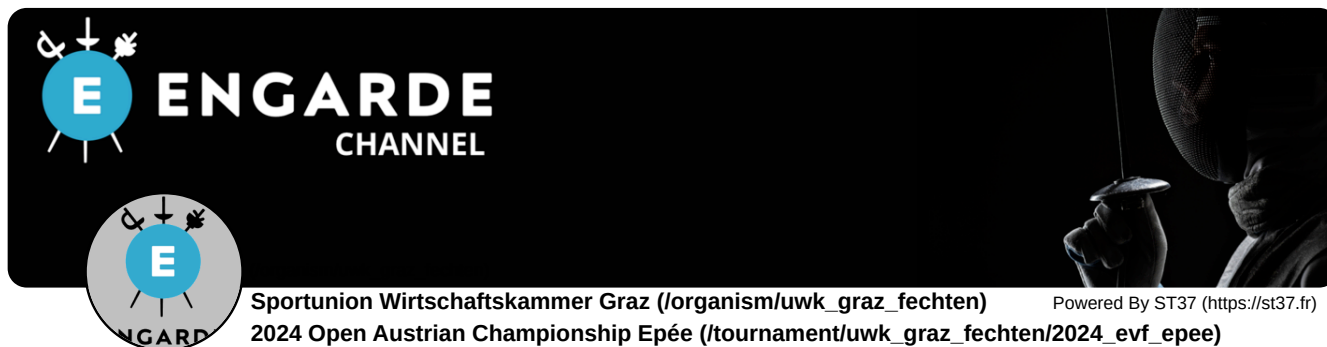 E
ENGARDE
CHANNEL
E
NGARD
Sportunion Wirtschaftskammer Graz (/organism/uwk_graz_fechten)
Powered By ST37 (https://st37.fr)
2024 Open Austrian Championship Epée (/tournament/uwk_graz_fechten/2024_evf_epee)